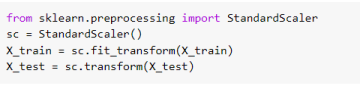 from sklearn.preprocessing import StandardScaler
sc = StandardScaler()
X_train = sc.fit_transform(X_train)
X_test = sc.transform(X_test)